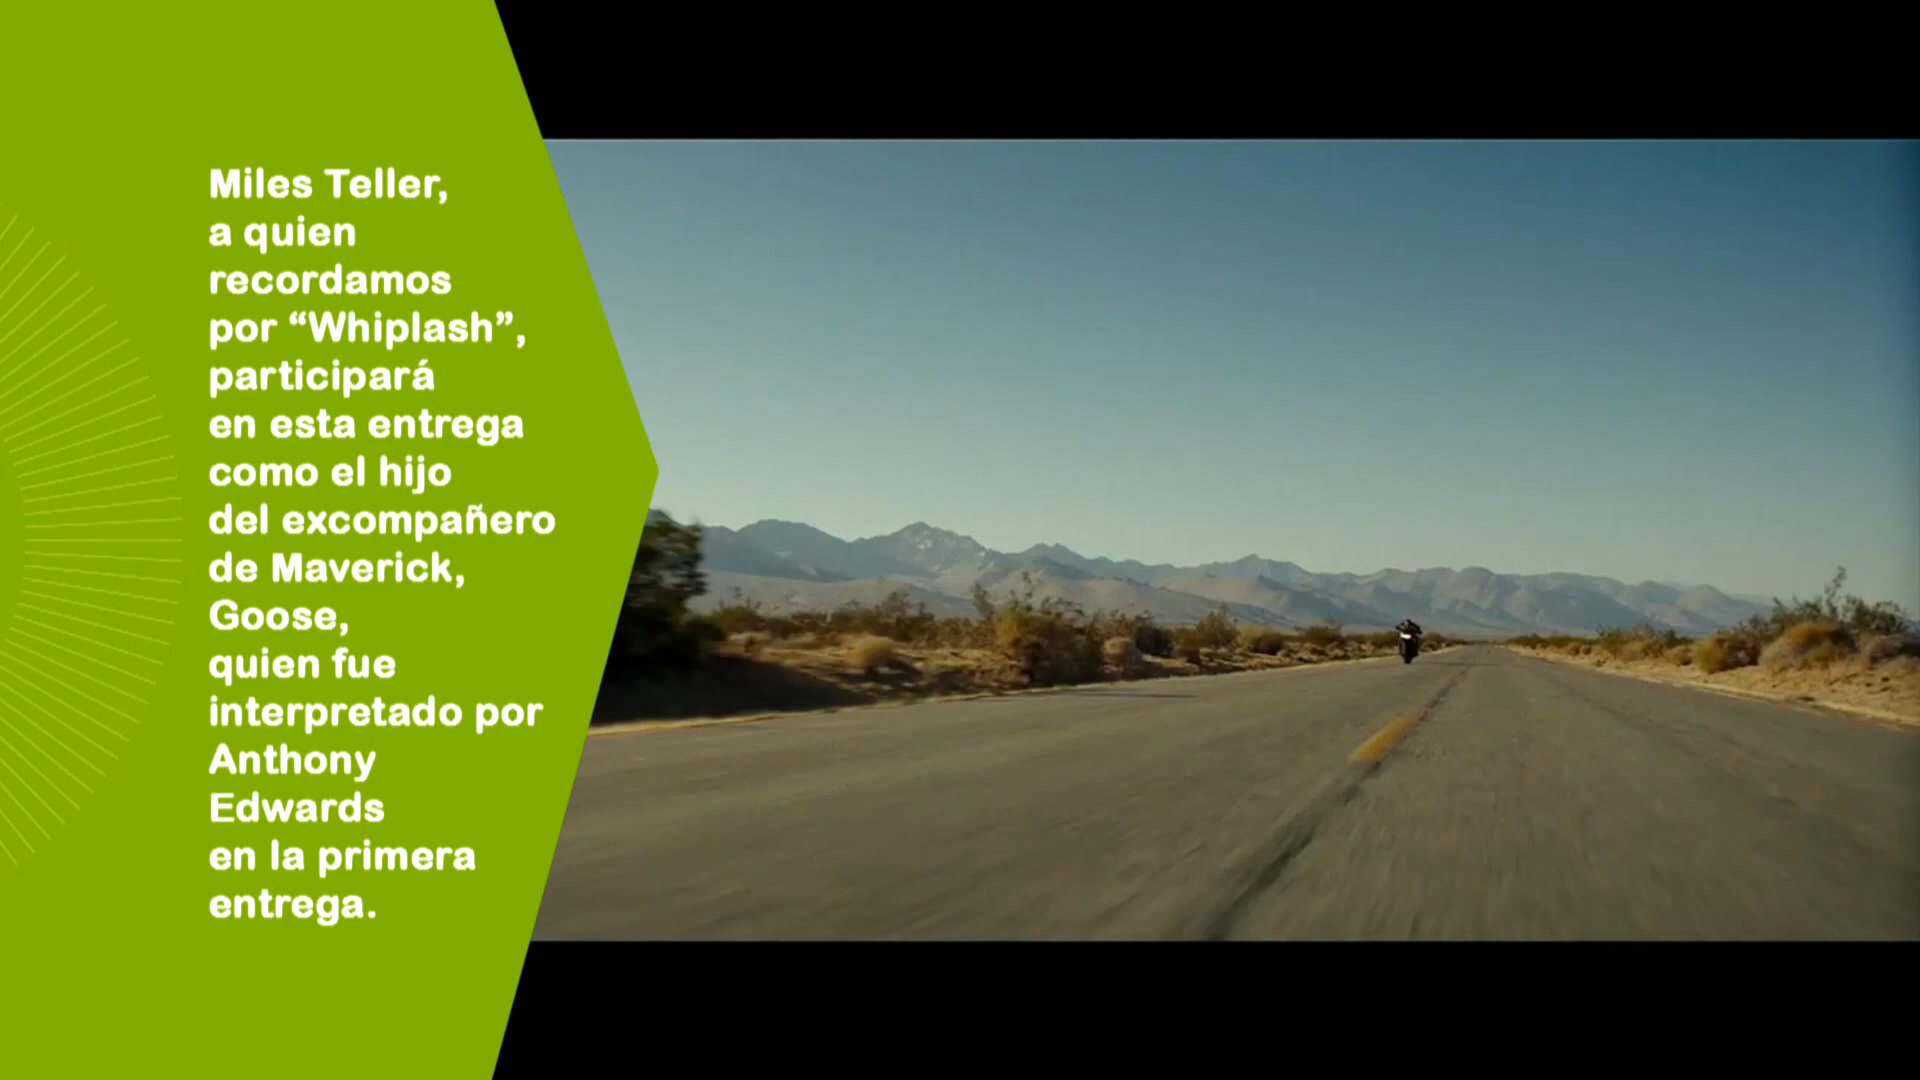 Miles Teller,
a quien
recordamos
por “Whiplash”,
participará
en esta entrega
como el hijo
del excompañero
de Maverick,
Goose,
quien fue
interpretado por
Anthony
Edwards
en la primera
entrega.